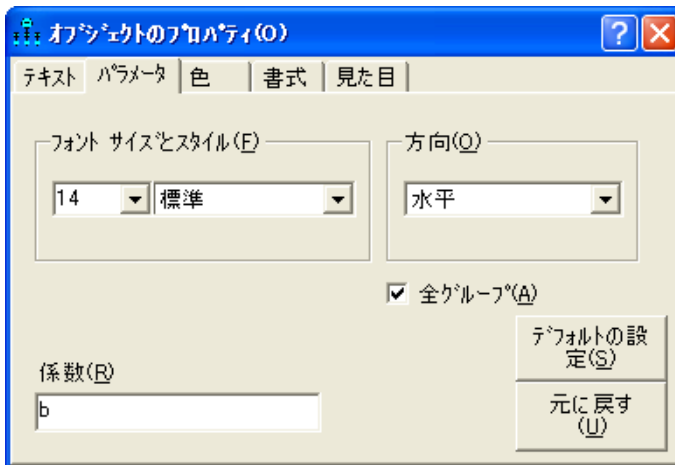 ｵﾌﾞｼﾞｪｸﾄのﾌﾟﾛﾊﾟﾃｨ(O)
テキスト
ﾊﾟﾗﾒｰﾀ
色
書式
見た目
ﾌｫﾝﾄ ｻｲｽﾞとｽﾀｲﾙ(F)
方向(O)
14
標準
水平
全ｸﾞﾙｰﾌﾟ(A)
ﾃﾞﾌｫﾙﾄの設
定(S)
係数(R)
b
元に戻す
(U)